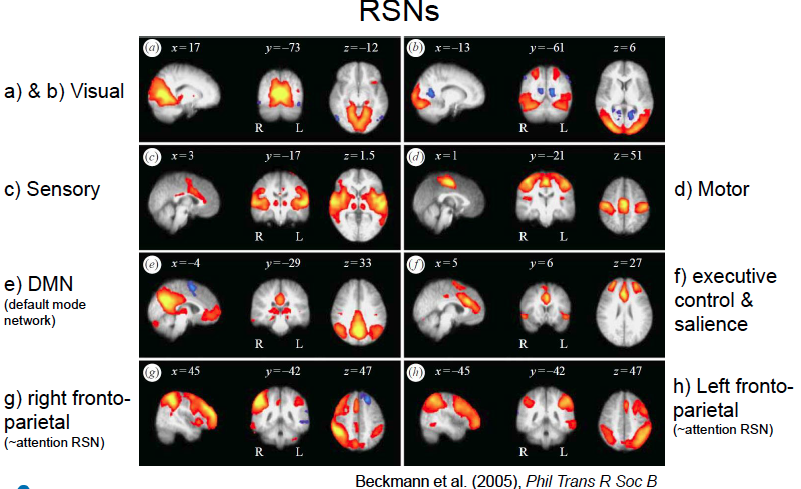 RSNs
a) & b) Visual
(a) x=17 y=−73 z=−12
R L
(b) x=−13 y=−61 z=6
R L
c) Sensory
(c) x=3 y=−17 z=1.5
R L
(d) x=1 y=−21 z=51
R L
d) Motor
e) DMN
(default mode
network)
(e) x=−4 y=−29 z=33
R L
(f) x=5 y=6 z=27
R L
f) executive
control &
salience
g) right fronto-
parietal
(~attention RSN)
(g) x=45 y=−42 z=47
R L
(h) x=−45 y=−42 z=47
R L
h) Left fronto-
parietal
(~attention RSN)
Beckmann et al. (2005), Phil Trans R Soc B